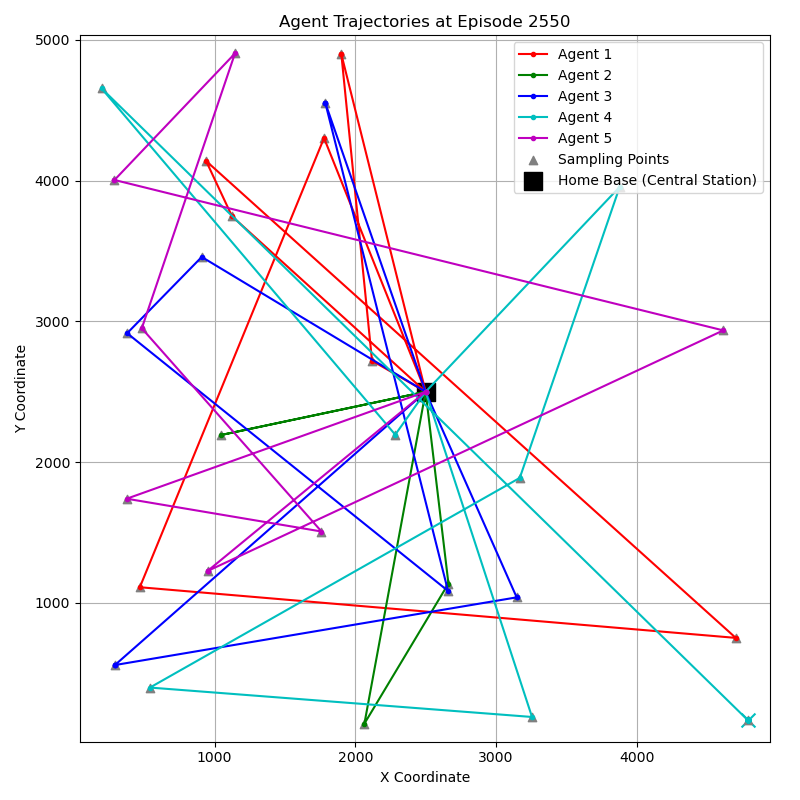 Agent Trajectories at Episode 2550
Agent 1
Agent 2
Agent 3
Agent 4
Agent 5
Sampling Points
Home Base (Central Station)
5000
4000
3000
2000
1000
Y Coordinate
1000
2000
3000
4000
X Coordinate